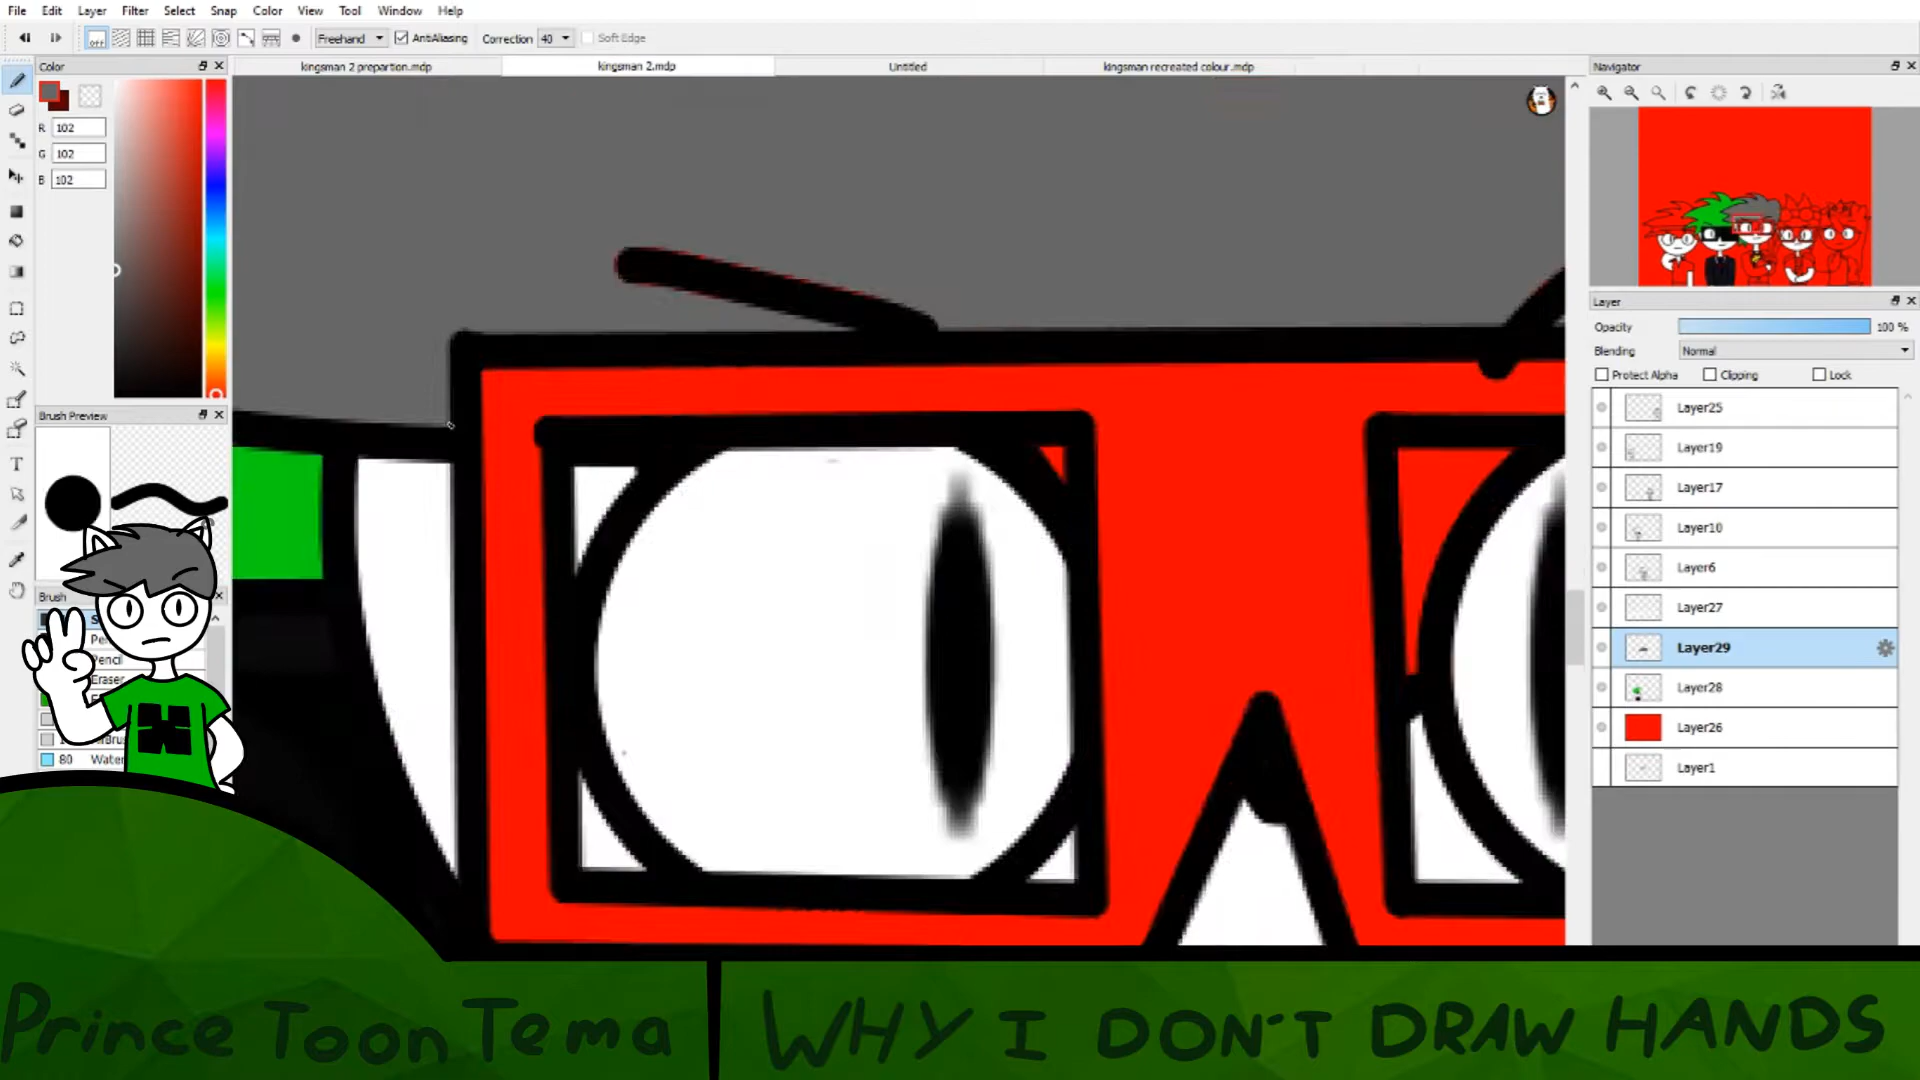 File Edit Layer Filter Select Snap Color View Tool Window Help
Freehand AntiAliasing Correction 40 Soft Edge
Color
kingsman 2 prepartion.mdp kingsman 2.mdp Untitled kingsman recreated colour.mdp
Navigator
R 102
G 102
B 102
Layer
Opacity 100 %
Blending Normal
Protect Alpha Clipping Lock
Layer25
Brush Preview
Layer19
Layer17
Layer10
Layer6
Brush
Layer27
Pencil
Layer29
Eraser
Layer28
Layer26
80 Water
Layer1
Prince Toon Tema
WHY I DON'T DRAW HANDS